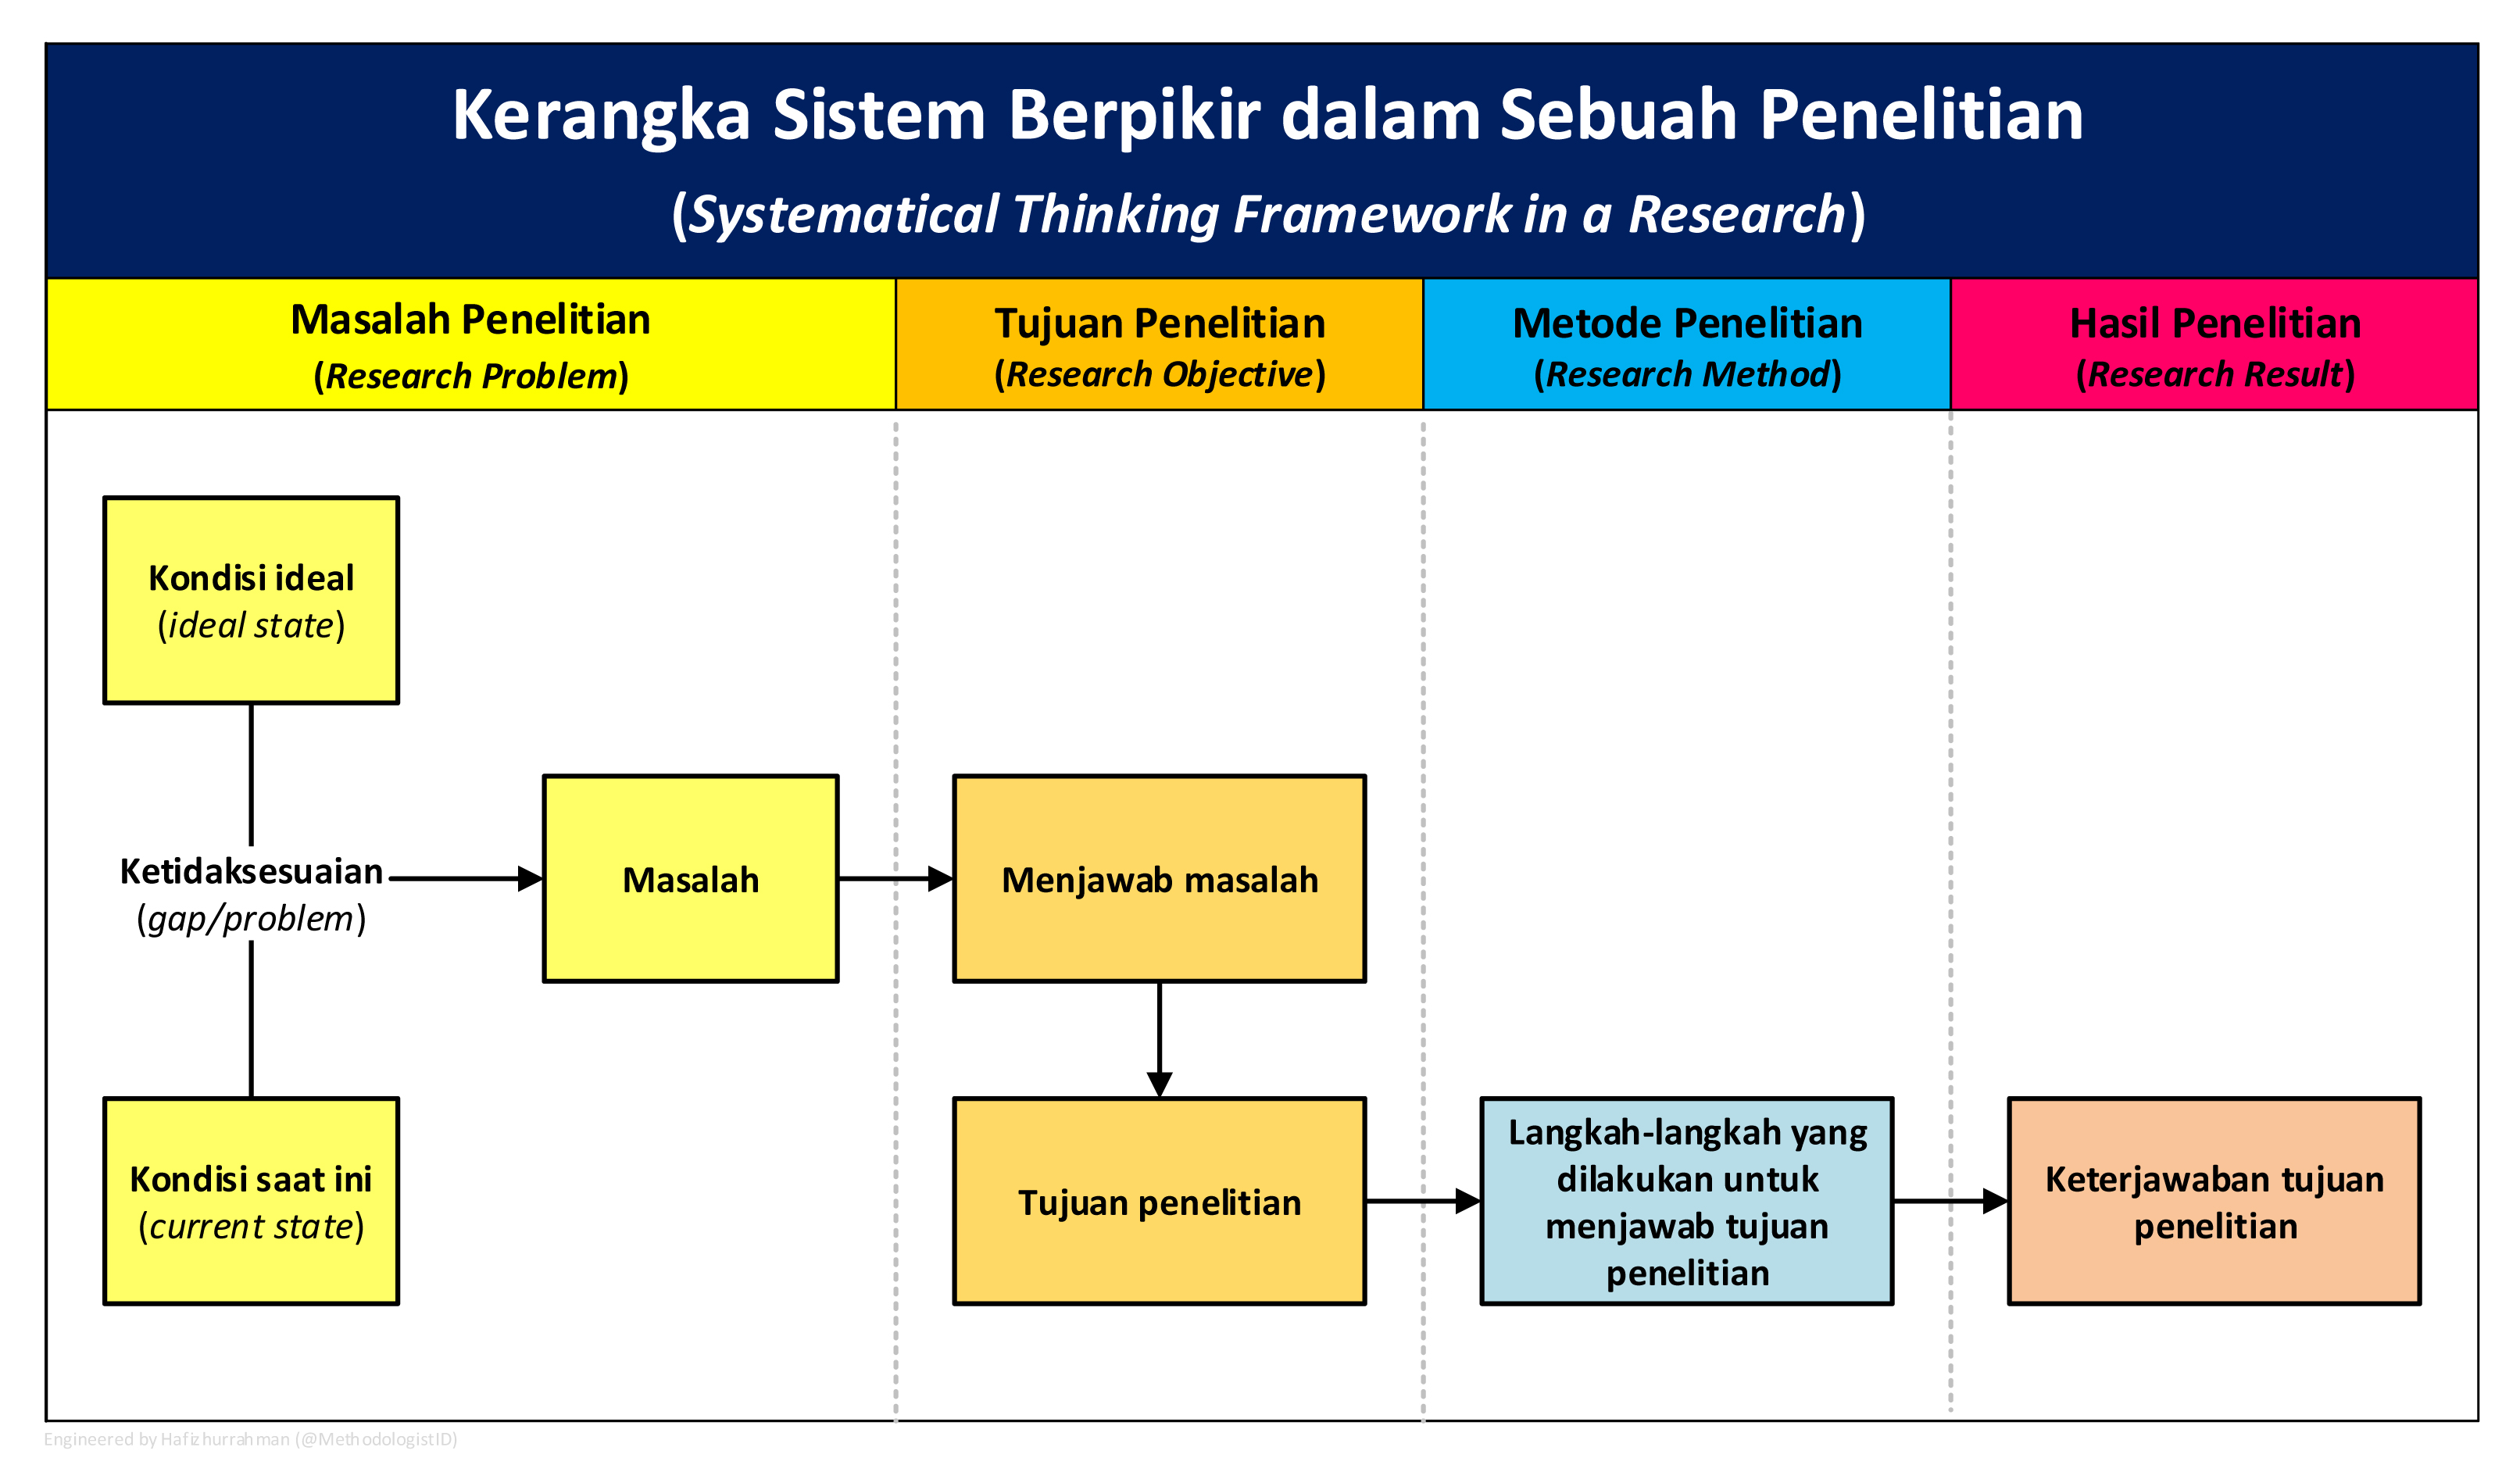 Kerangka Sistem Berpikir dalam Sebuah Penelitian
(Systematical Thinking Framework in a Research)
Masalah Penelitian
(Research Problem)
Tujuan Penelitian
(Research Objective)
Metode Penelitian
(Research Method)
Hasil Penelitian
(Research Result)
Kondisi ideal
(ideal state)
Ketidaksesuaian
(gap/problem)
Kondisi saat ini
(current state)
Masalah
Menjawab masalah
Tujuan penelitian
Langkah-langkah yang
dilakukan untuk
menjawab tujuan
penelitian
Keterjawaban tujuan
penelitian
Engineered by Hafizhurrahman (@MethodologistID)